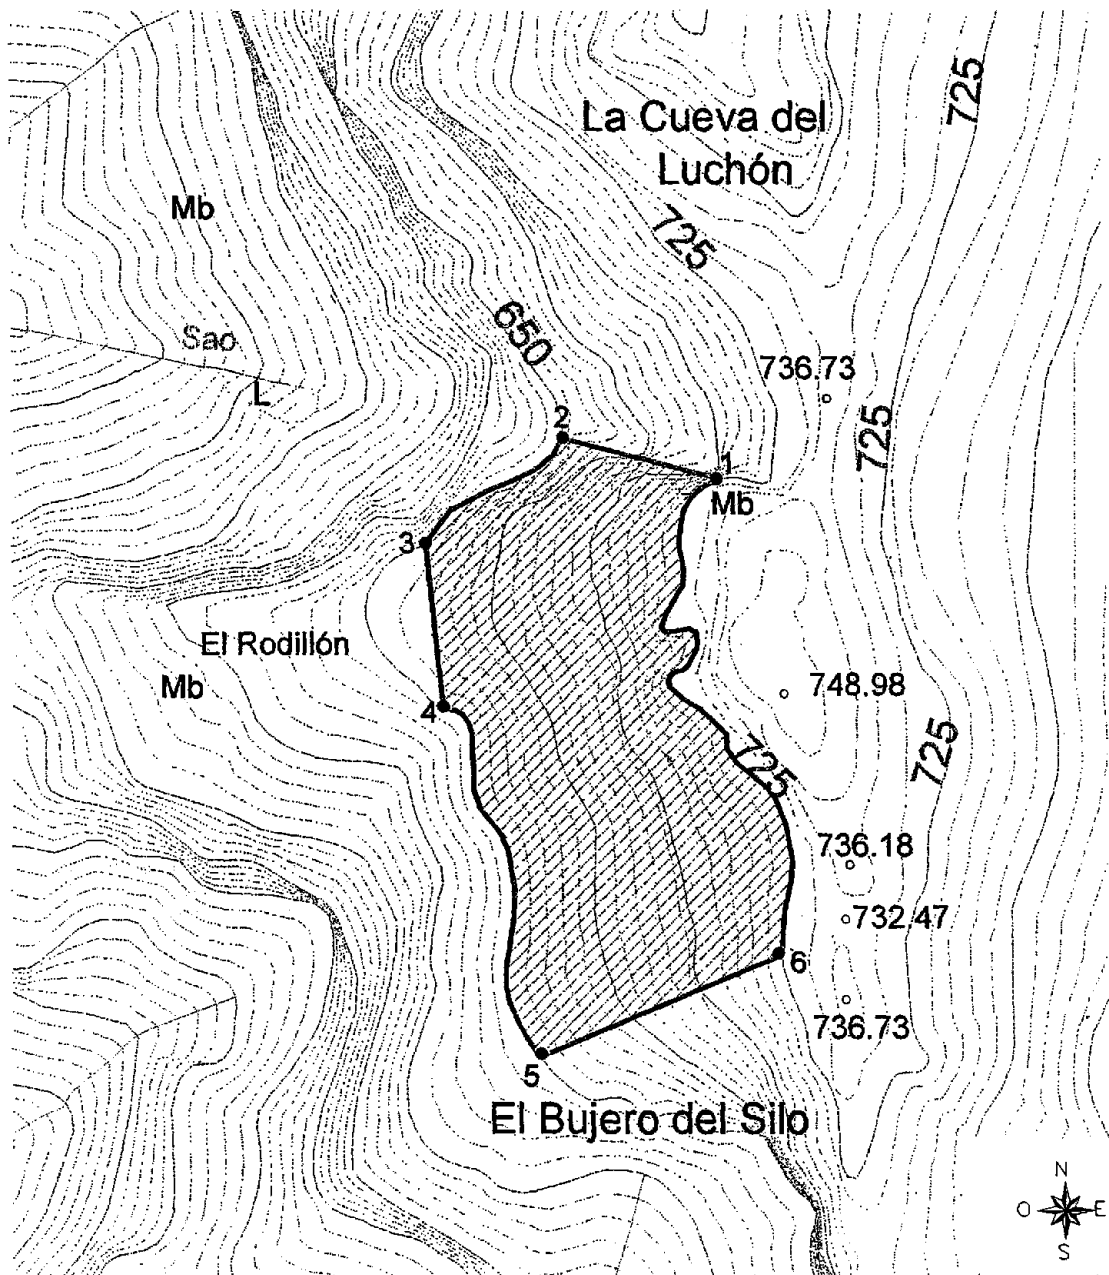 725
La Cueva del
Luchón
Mb
725
650
Sao
L
736.73
725
2
1
Mb
3
El Rodillón
Mb
748.98
4
725
725
736.18
732.47
6
736.73
5
El Bujero del Silo
N
O E
S